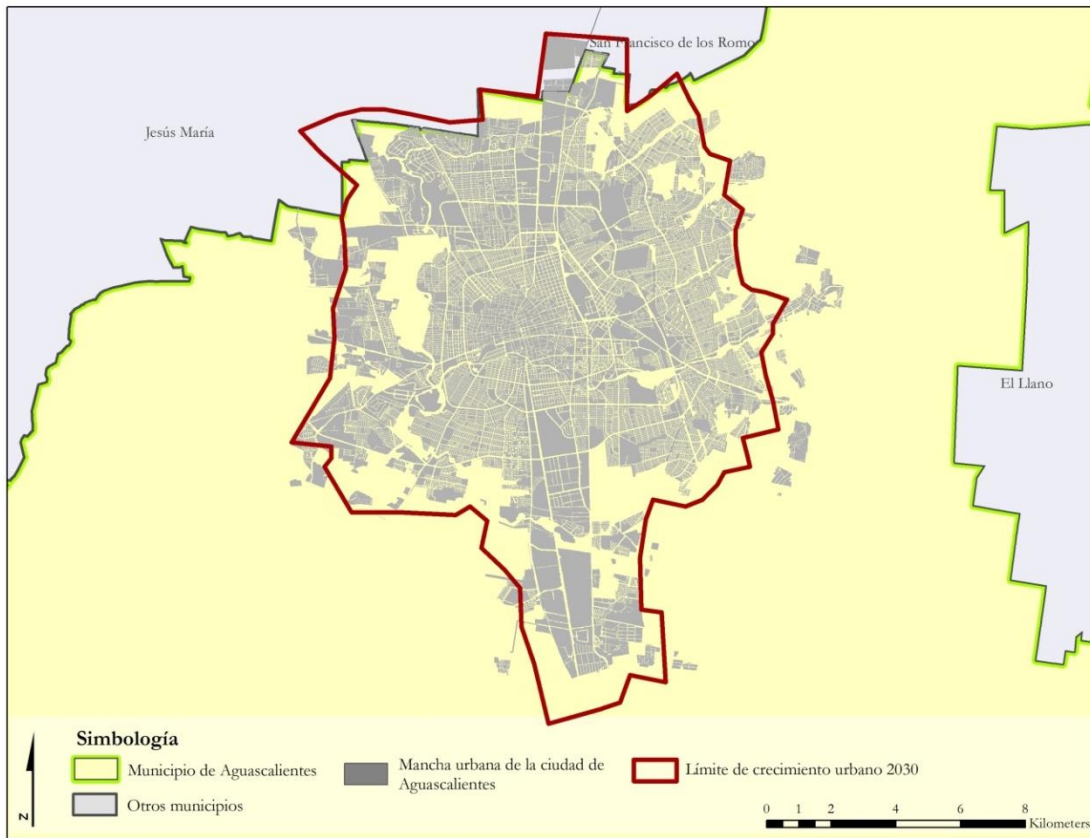 San Francisco de los Romo
Jesús María
El Llano
Simbología
Municipio de Aguascalientes
Mancha urbana de la ciudad de
Aguascalientes
Límite de crecimiento urbano 2030
Otros municipios
N
0 1 2 4 6 8
Kilometers